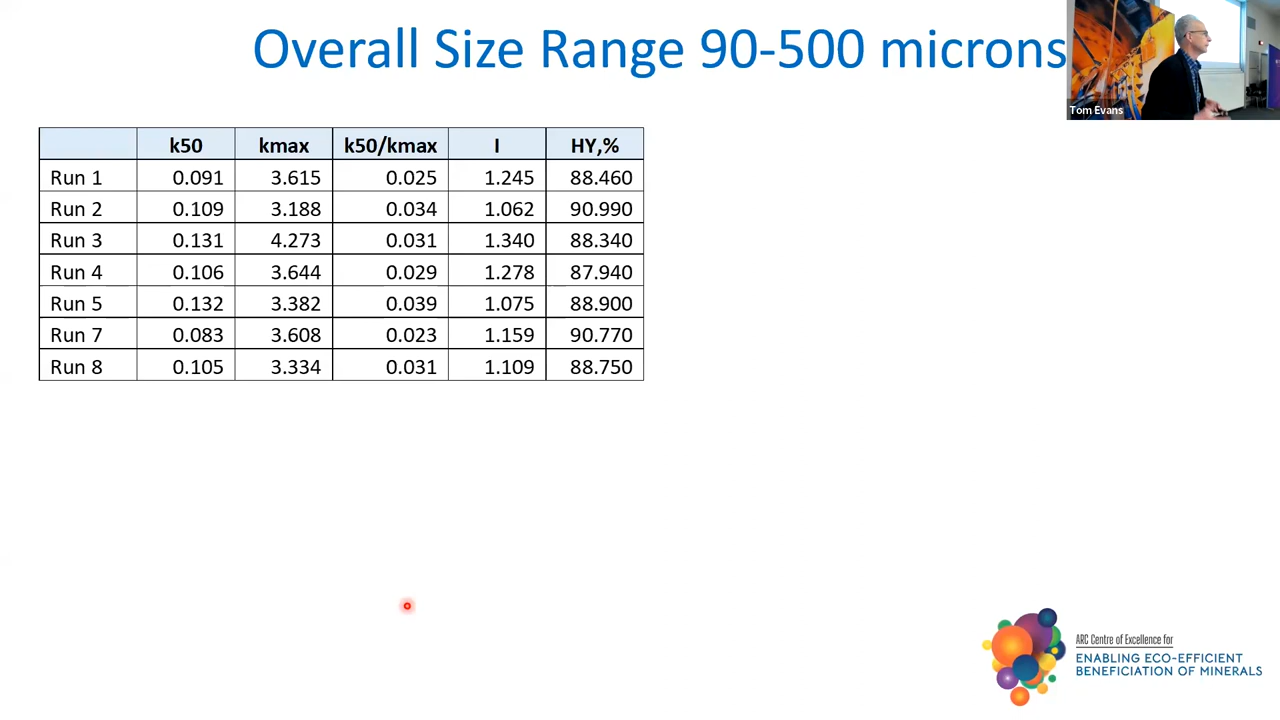 Overall Size Range 90-500 microns
Tom Evans
k50 kmax k50/kmax I HY,%
Run 1 0.091 3.615 0.025 1.245 88.460
Run 2 0.109 3.188 0.034 1.062 90.990
Run 3 0.131 4.273 0.031 1.340 88.340
Run 4 0.106 3.644 0.029 1.278 87.940
Run 5 0.132 3.382 0.039 1.075 88.900
Run 7 0.083 3.608 0.023 1.159 90.770
Run 8 0.105 3.334 0.031 1.109 88.750
ARC Centre of Excellence for
ENABLING ECO-EFFICIENT
BENEFICIATION OF MINERALS